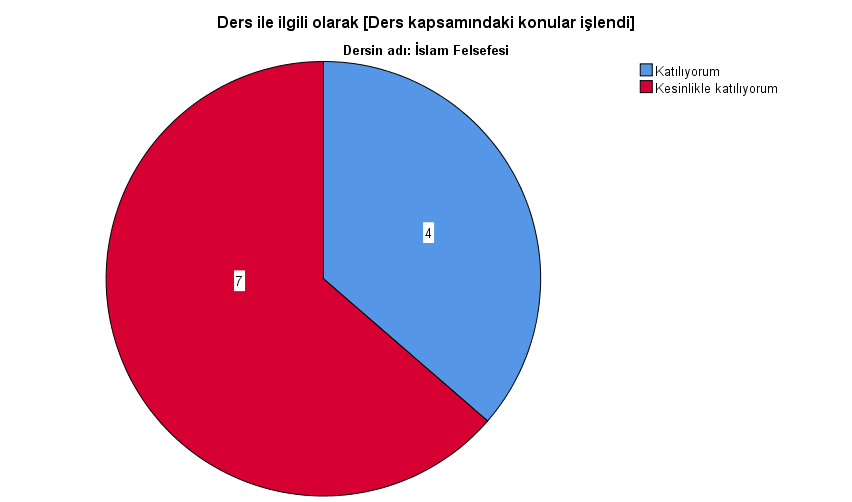 Ders ile ilgili olarak [Ders kapsamındaki konular işlendi]
Dersin adı: İslam Felsefesi
Katılıyorum
Kesinlikle katılıyorum
4
7